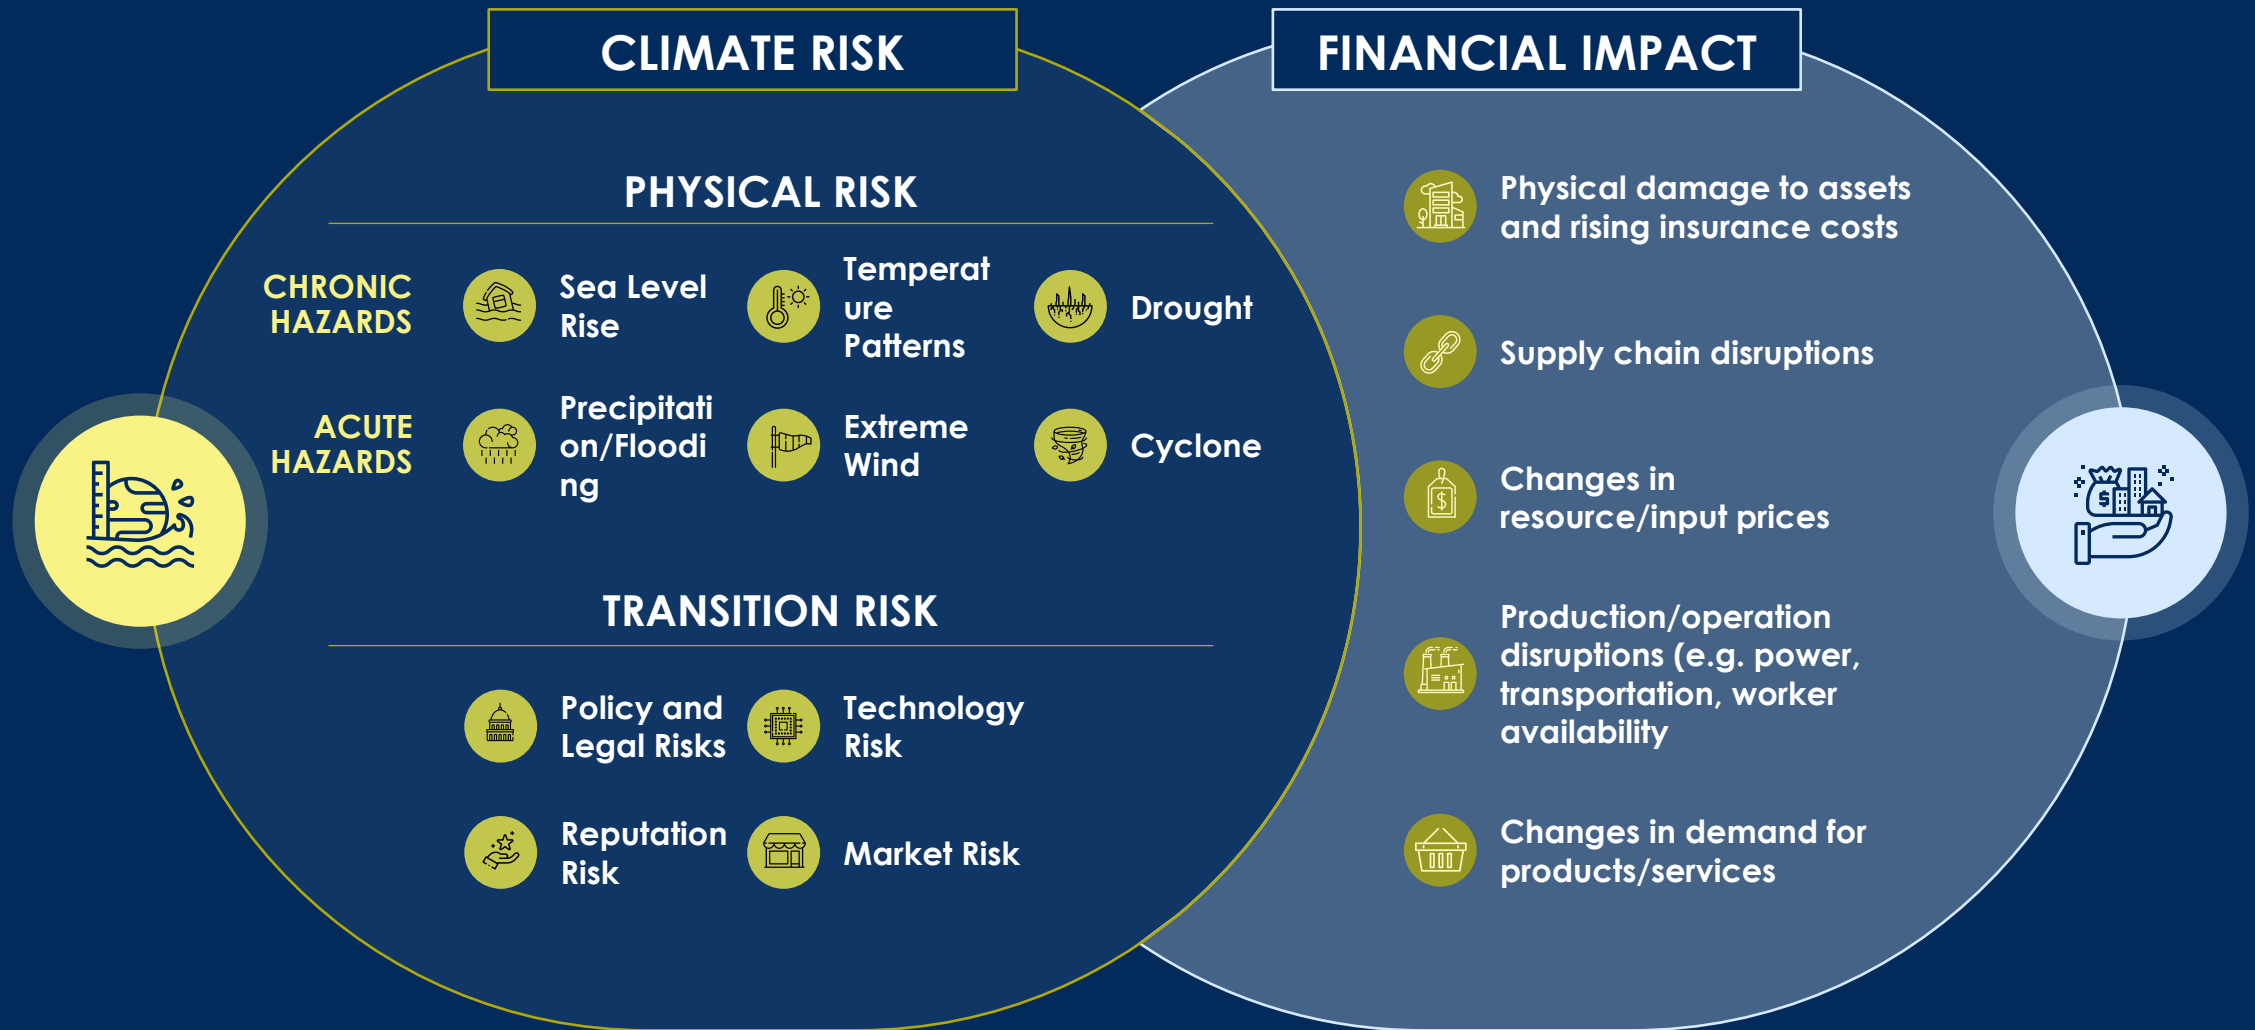 CLIMATE RISK
PHYSICAL RISK
CHRONIC
HAZARDS
Sea Level
Rise
Temperat
ure
Patterns
Drought
ACUTE
HAZARDS
Precipitati
on/Floodi
ng
Extreme
Wind
Cyclone
TRANSITION RISK
Policy and
Legal Risks
Technology
Risk
Reputation
Risk
Market Risk
FINANCIAL IMPACT
Physical damage to assets
and rising insurance costs
Supply chain disruptions
$
Changes in
resource/input prices
Production/operation
disruptions (e.g. power,
transportation, worker
availability
Changes in demand for
products/services
$